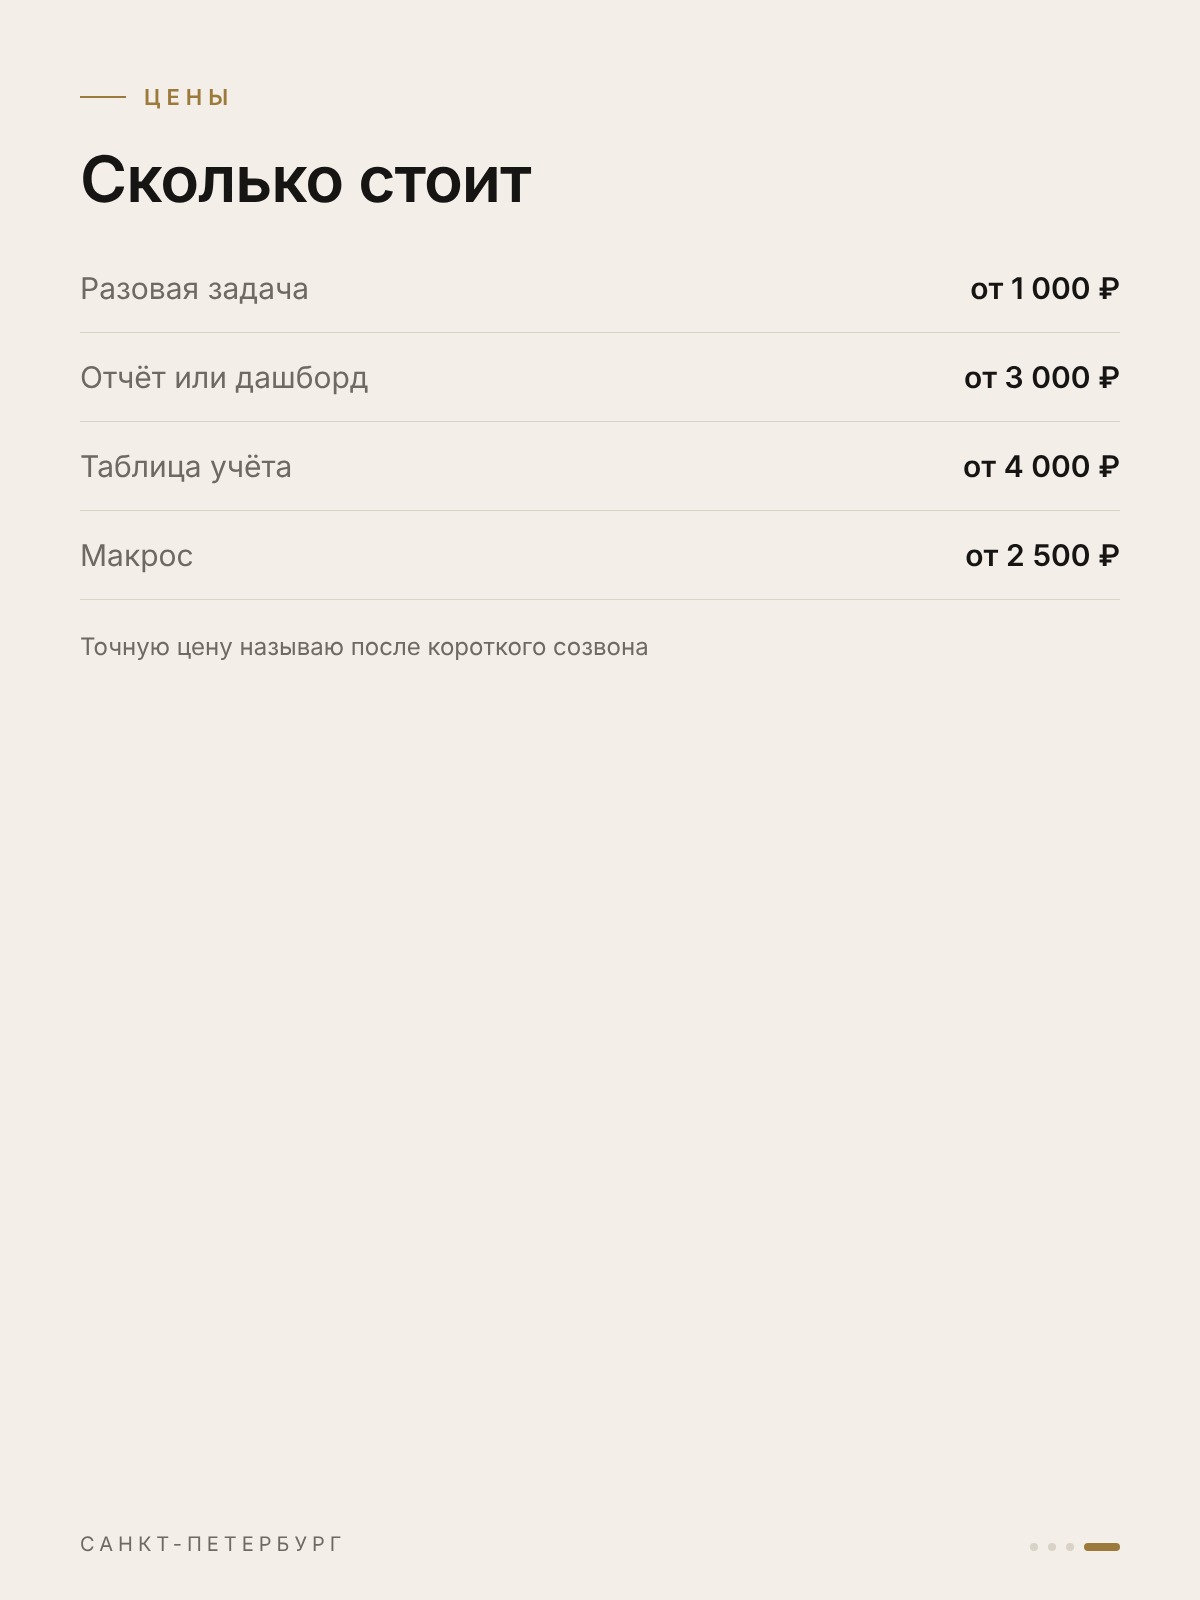 ЦЕНЫ
Сколько стоит
Разовая задача от 1 000 ₽
Отчёт или дашборд от 3 000 ₽
Таблица учёта от 4 000 ₽
Макрос от 2 500 ₽
Точную цену называю после короткого созвона
САНКТ-ПЕТЕРБУРГ